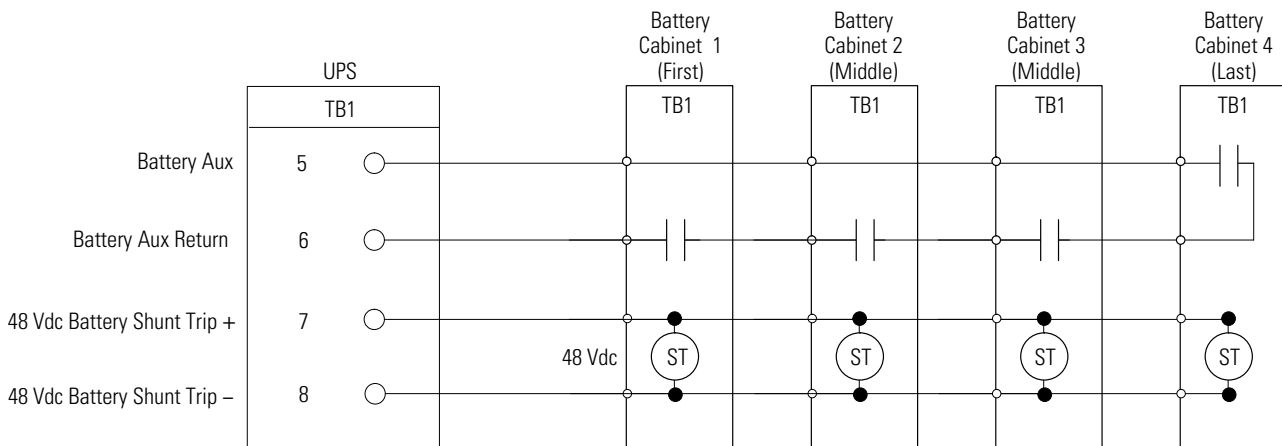 Battery
Cabinet 1
(First)
Battery
Cabinet 2
(Middle)
Battery
Cabinet 3
(Middle)
Battery
Cabinet 4
(Last)
UPS
TB1
TB1
TB1
TB1
TB1
Battery Aux 5
Battery Aux Return 6
48 Vdc Battery Shunt Trip + 7
48 Vdc ST ST ST ST
48 Vdc Battery Shunt Trip – 8